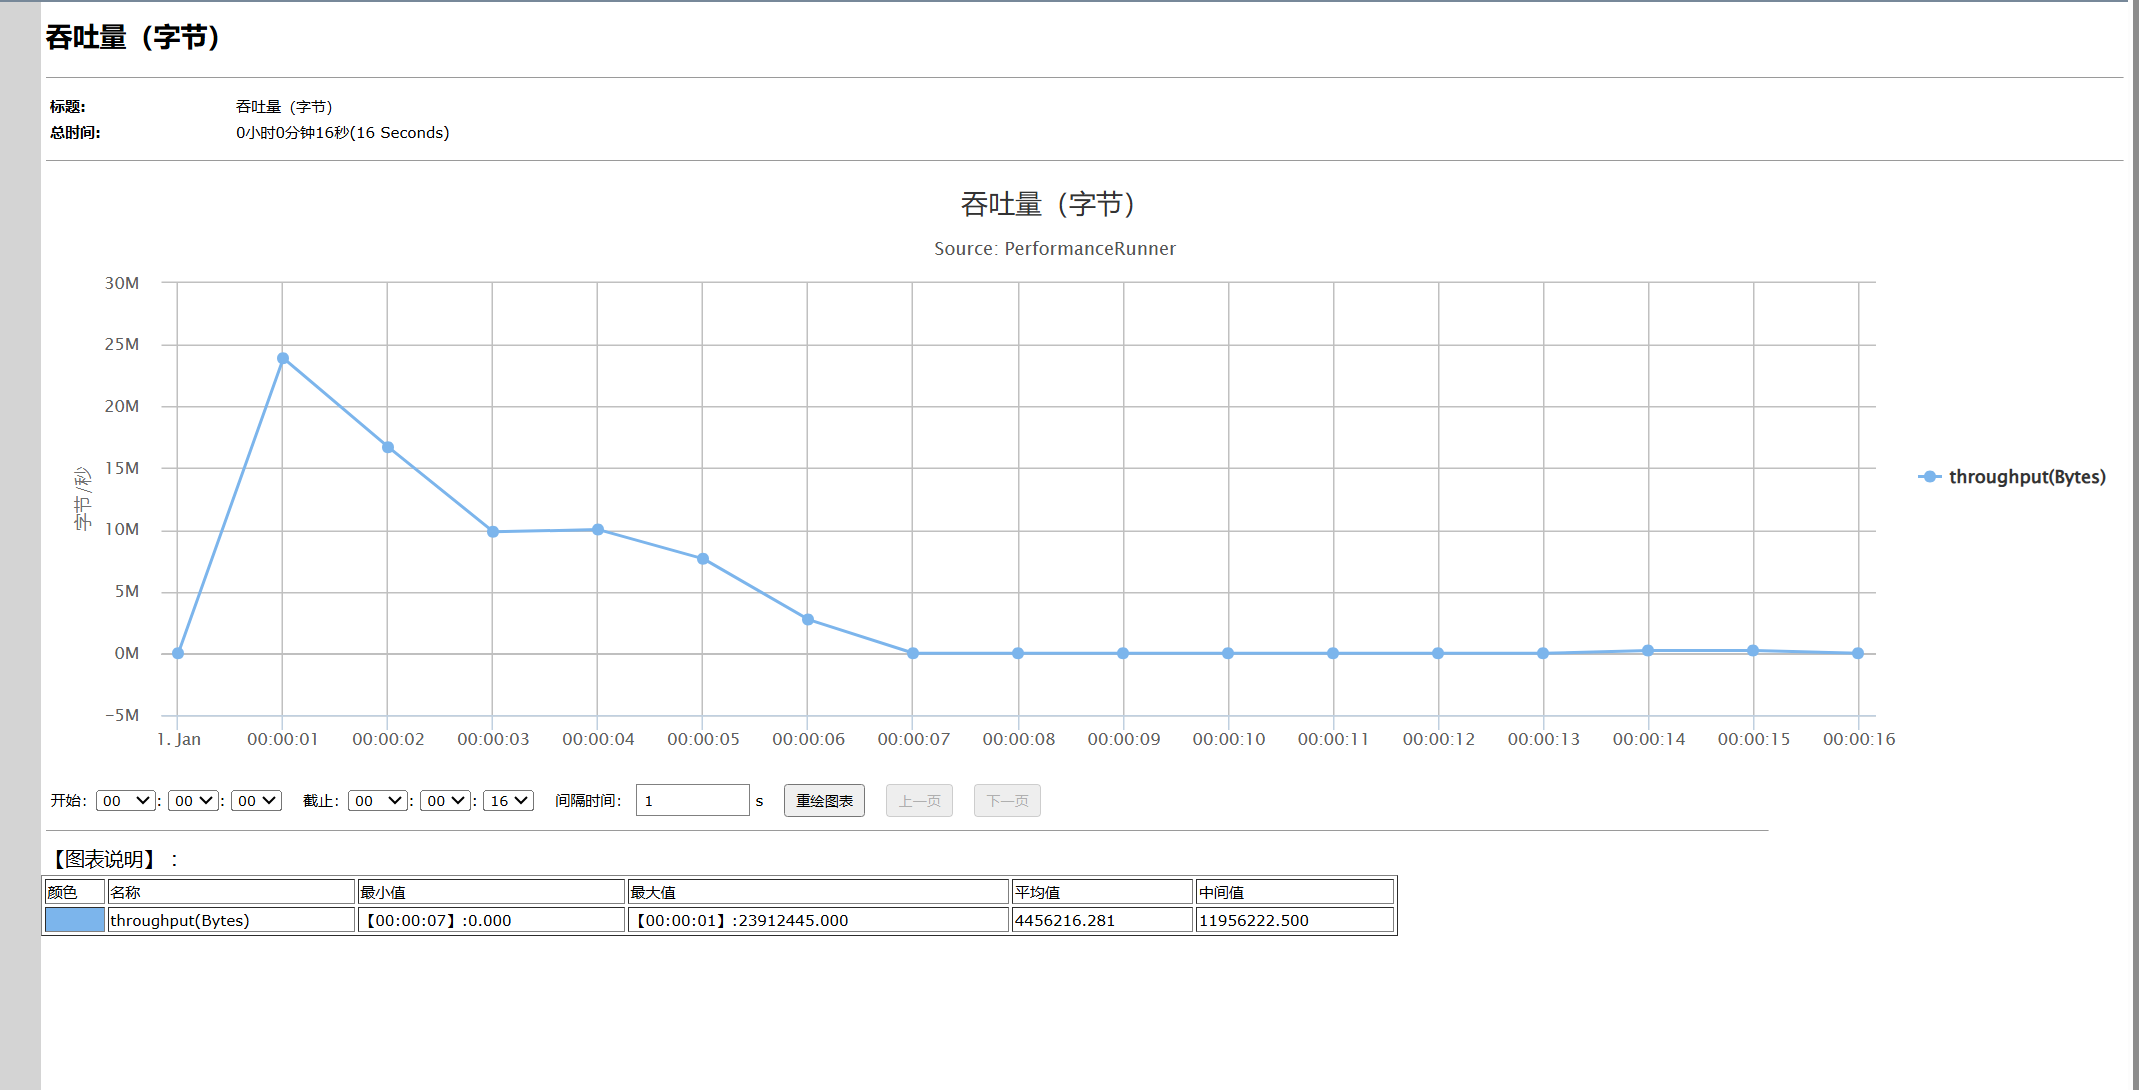 吞吐量（字节）
标题: 吞吐量（字节）
总时间: 0小时0分钟16秒(16 Seconds)
吞吐量（字节）
Source: PerformanceRunner
30M
25M
20M
15M
10M
5M
0M
-5M
字节/秒
throughput(Bytes)
1. Jan 00:00:01 00:00:02 00:00:03 00:00:04 00:00:05 00:00:06 00:00:07 00:00:08 00:00:09 00:00:10 00:00:11 00:00:12 00:00:13 00:00:14 00:00:15 00:00:16
开始: 00 : 00 : 00 截止: 00 : 00 : 16 间隔时间: 1 s 重绘图表 上一页 下一页
【图表说明】：
颜色 名称 最小值 最大值 平均值 中间值
throughput(Bytes) 【00:00:07】:0.000 【00:00:01】:23912445.000 4456216.281 11956222.500